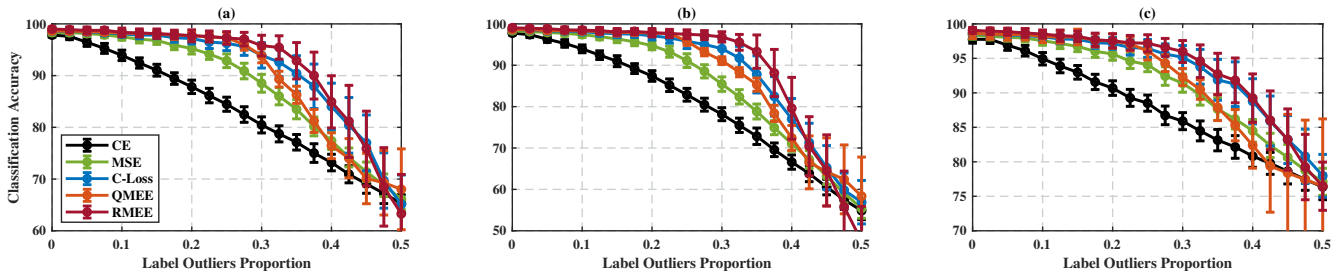 (a)
Classification Accuracy
100
90
80
70
60
CE
MSE
C-Loss
QMEE
RMEE
0 0.1 0.2 0.3 0.4 0.5
Label Outliers Proportion
(b)
100
90
80
70
60
50
0 0.1 0.2 0.3 0.4 0.5
Label Outliers Proportion
(c)
100
95
90
85
80
75
70
0 0.1 0.2 0.3 0.4 0.5
Label Outliers Proportion